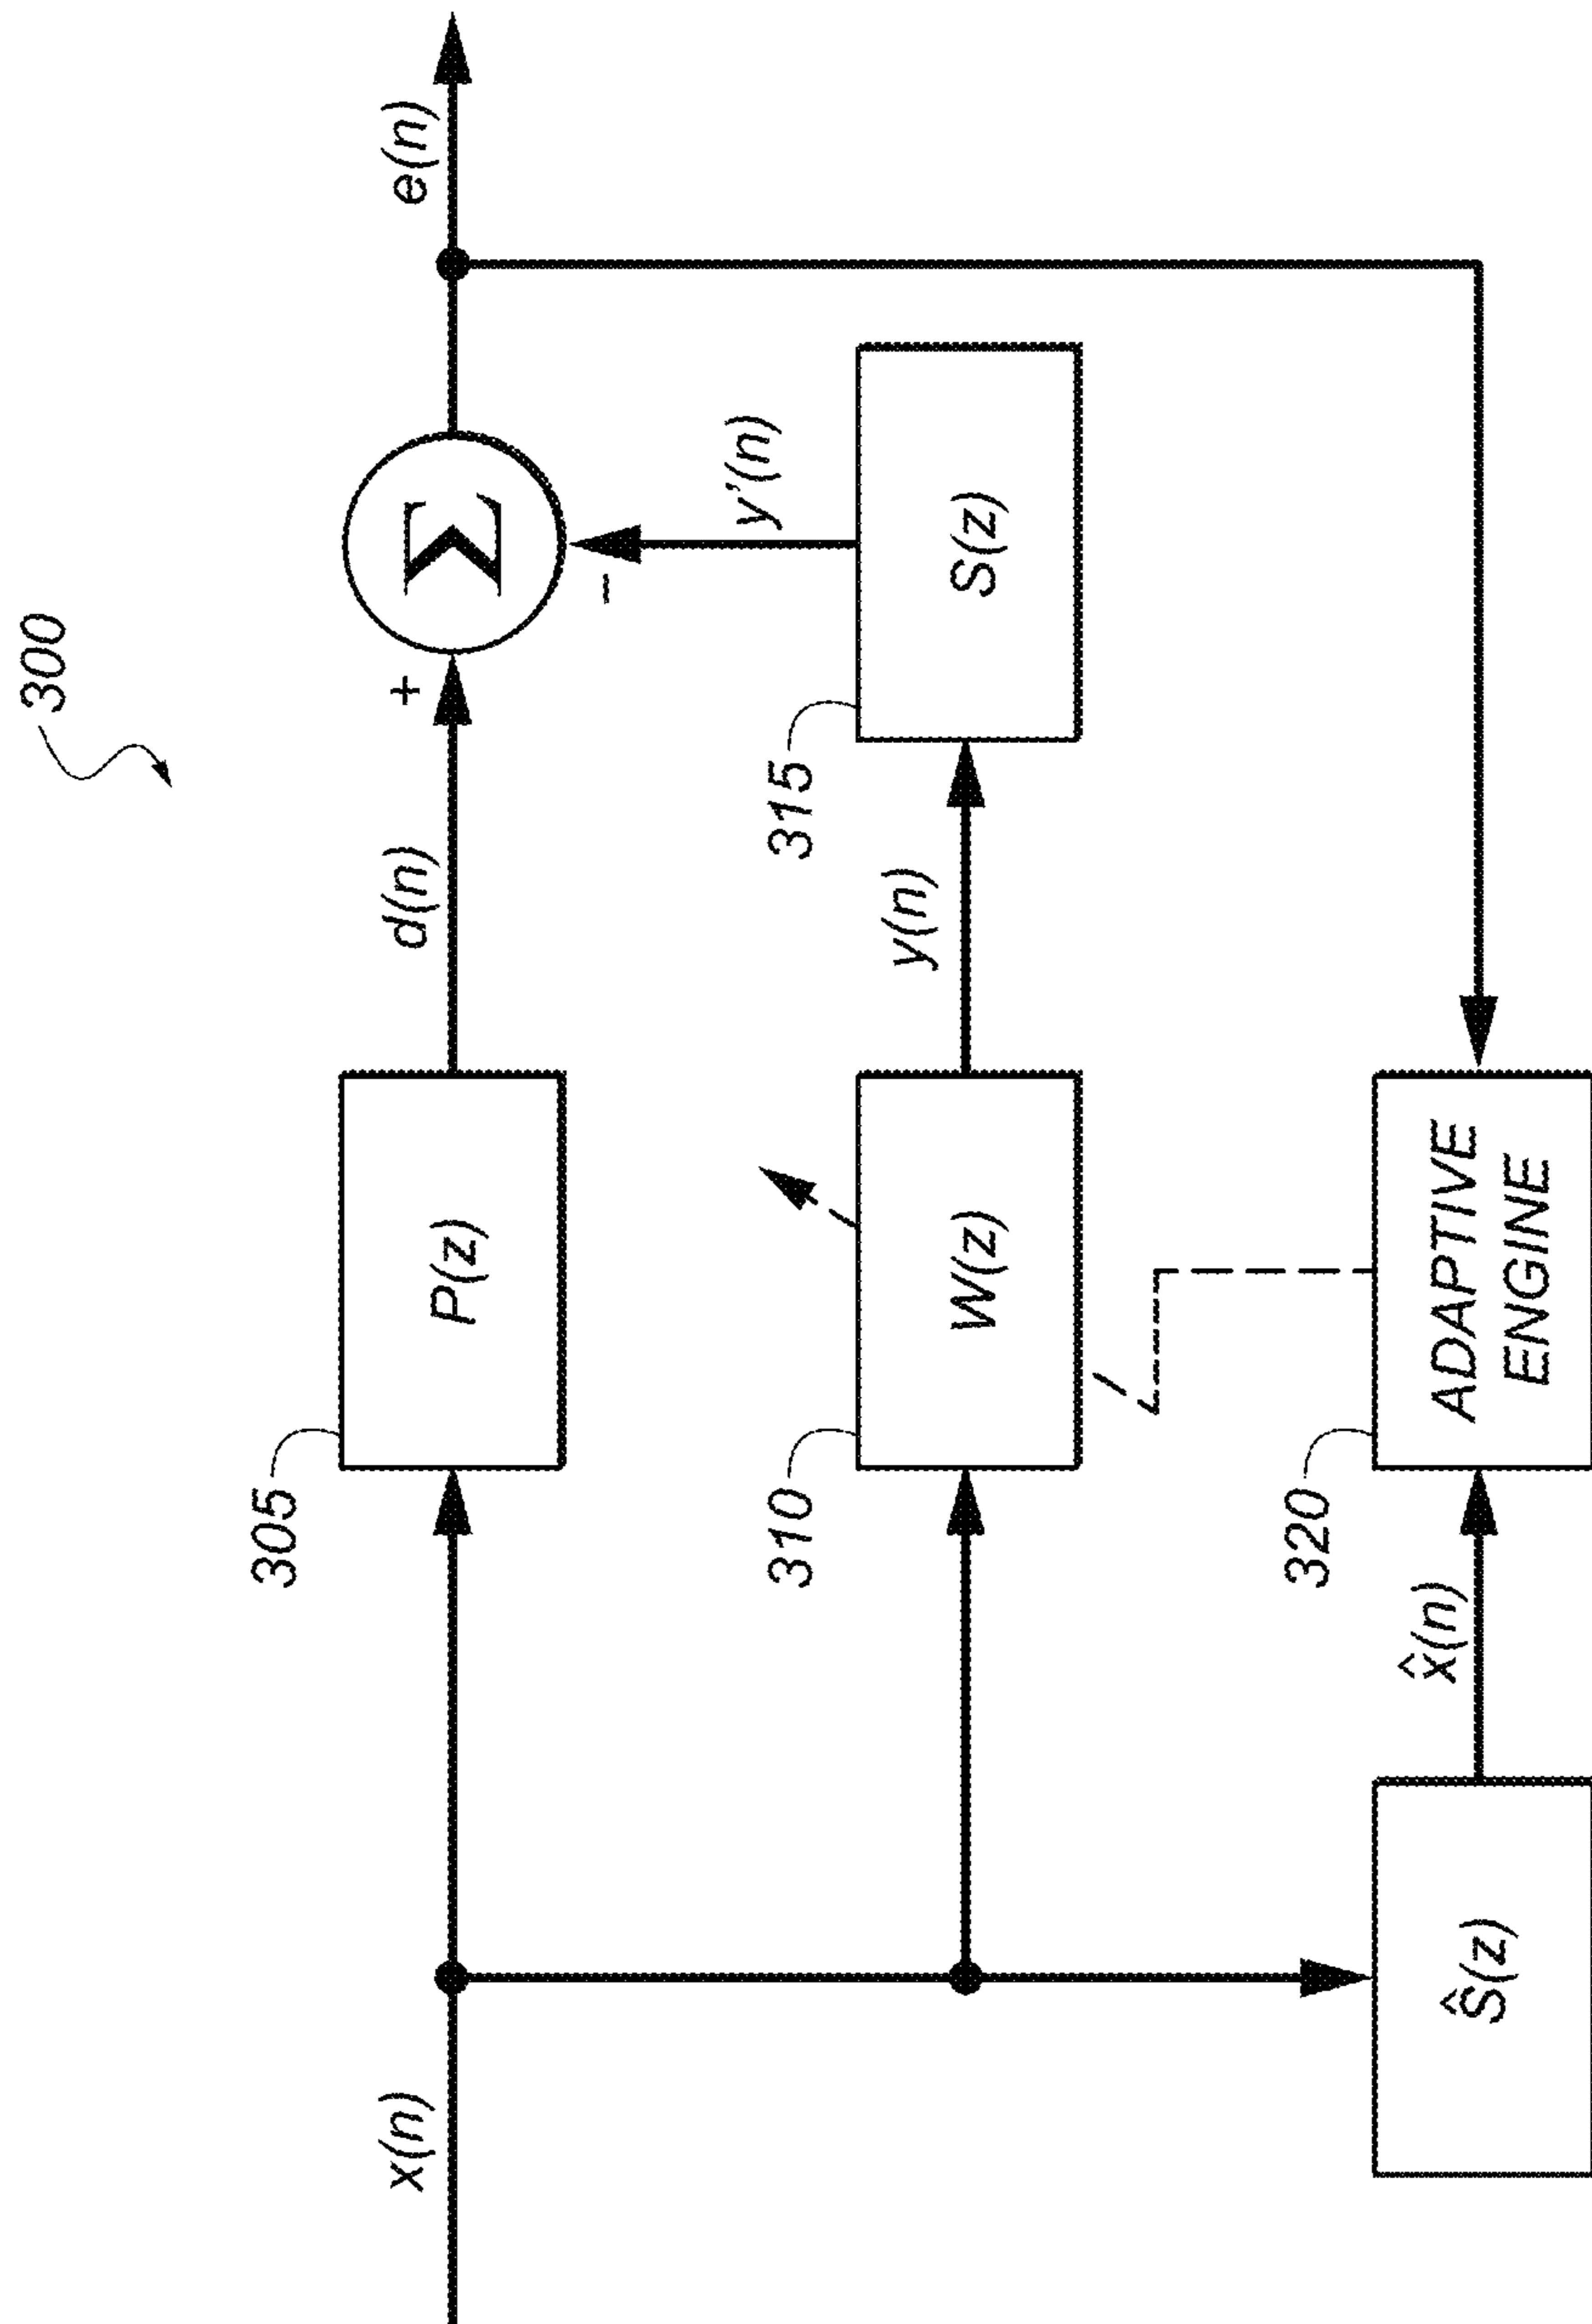 300
x(n)
305
P(z)
d(n)
+
Σ
e(n)
-
y'(n)
310
W(z)
y(n)
315
S(z)
Ŝ(z)
x̂(n)
320
ADAPTIVE
ENGINE